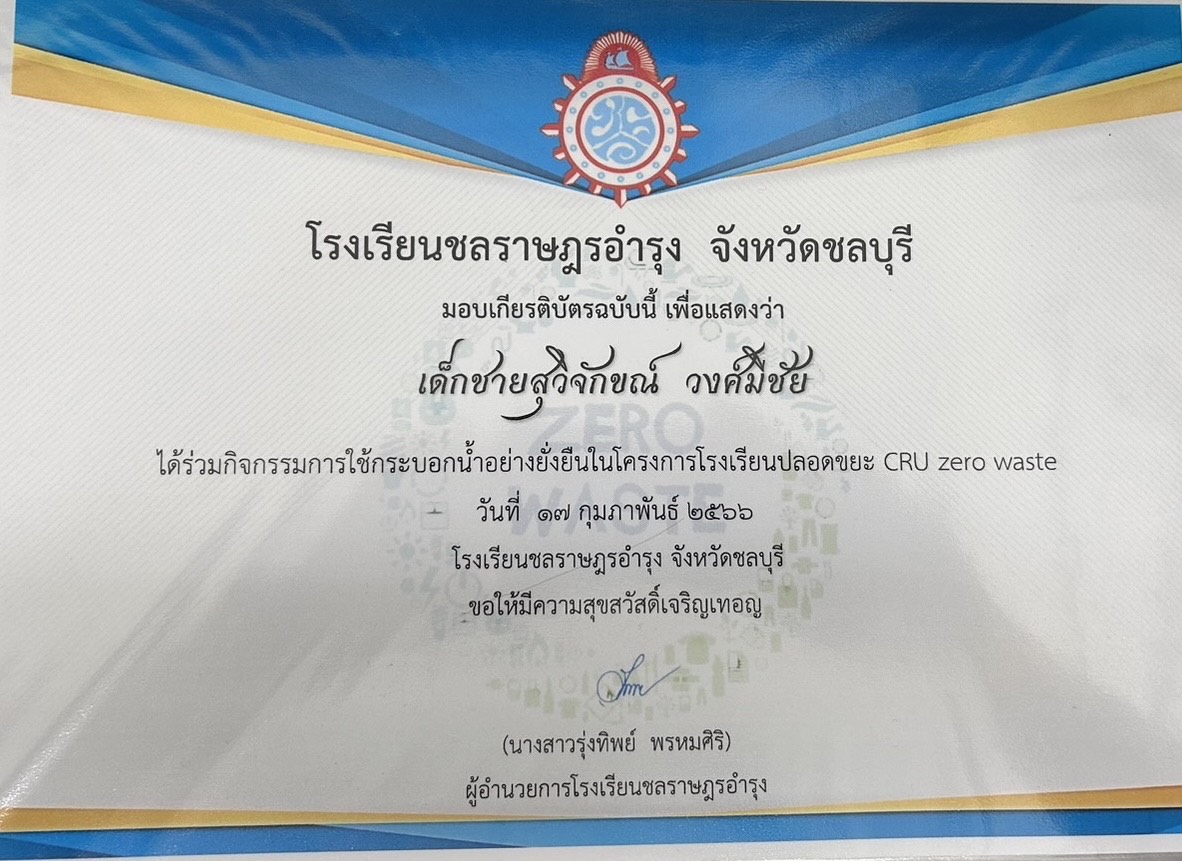 โรงเรียนชลราษฎรอำรุง จังหวัดชลบุรี
มอบเกียรติบัตรฉบับนี้ เพื่อแสดงว่า
เด็กชายสุวิจักขณ์ วงศ์มีชัย
ได้ร่วมกิจกรรมการใช้กระบอกน้ำอย่างยั่งยืนในโครงการโรงเรียนปลอดขยะ CRU zero waste
ZERO
WASTE
วันที่ ๑๗ กุมภาพันธ์ ๒๕๖๖
โรงเรียนชลราษฎรอำรุง จังหวัดชลบุรี
ขอให้มีความสุขสวัสดิ์เจริญเทอญ
(นางสาวรุ่งทิพย์ พรหมศิริ)
ผู้อำนวยการโรงเรียนชลราษฎรอำรุง